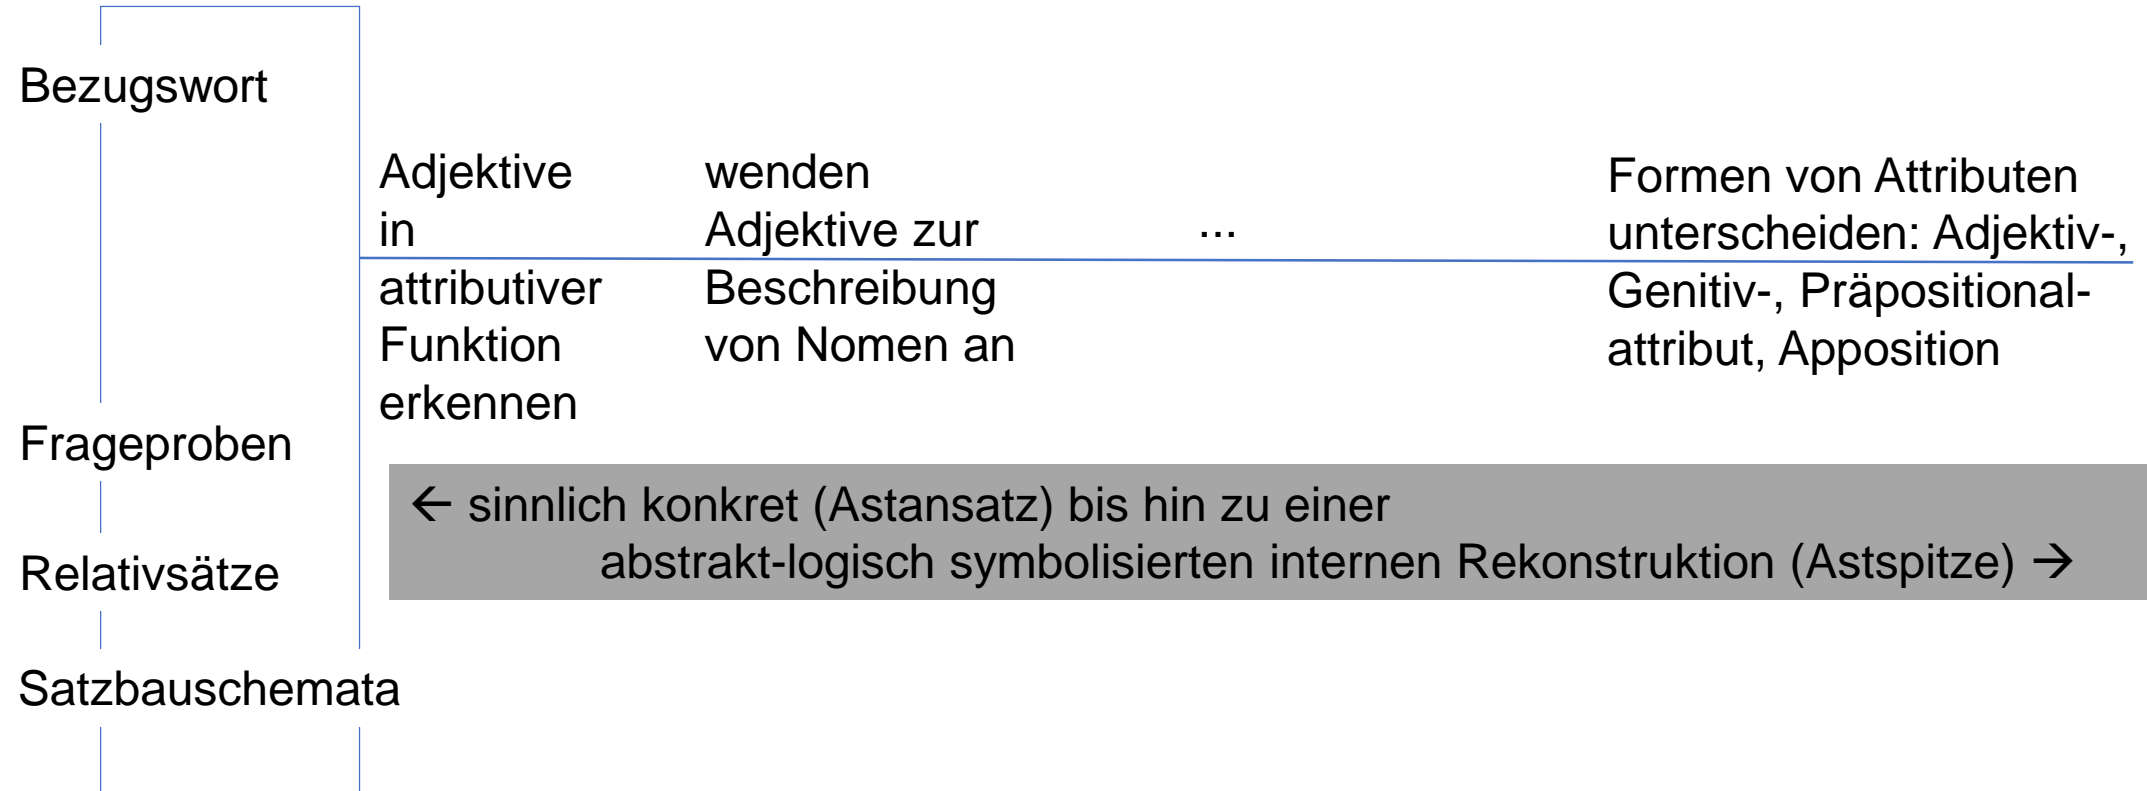 Bezugswort
Adjektive
in
attributiver
Funktion
erkennen
wenden
Adjektive zur
Beschreibung
von Nomen an
...
Formen von Attributen
unterscheiden: Adjektiv-,
Genitiv-, Präpositional-
attribut, Apposition
Frageproben
← sinnlich konkret (Astansatz) bis hin zu einer
abstrakt-logisch symbolisierten internen Rekonstruktion (Astspitze) →
Relativsätze
Satzbauschemata